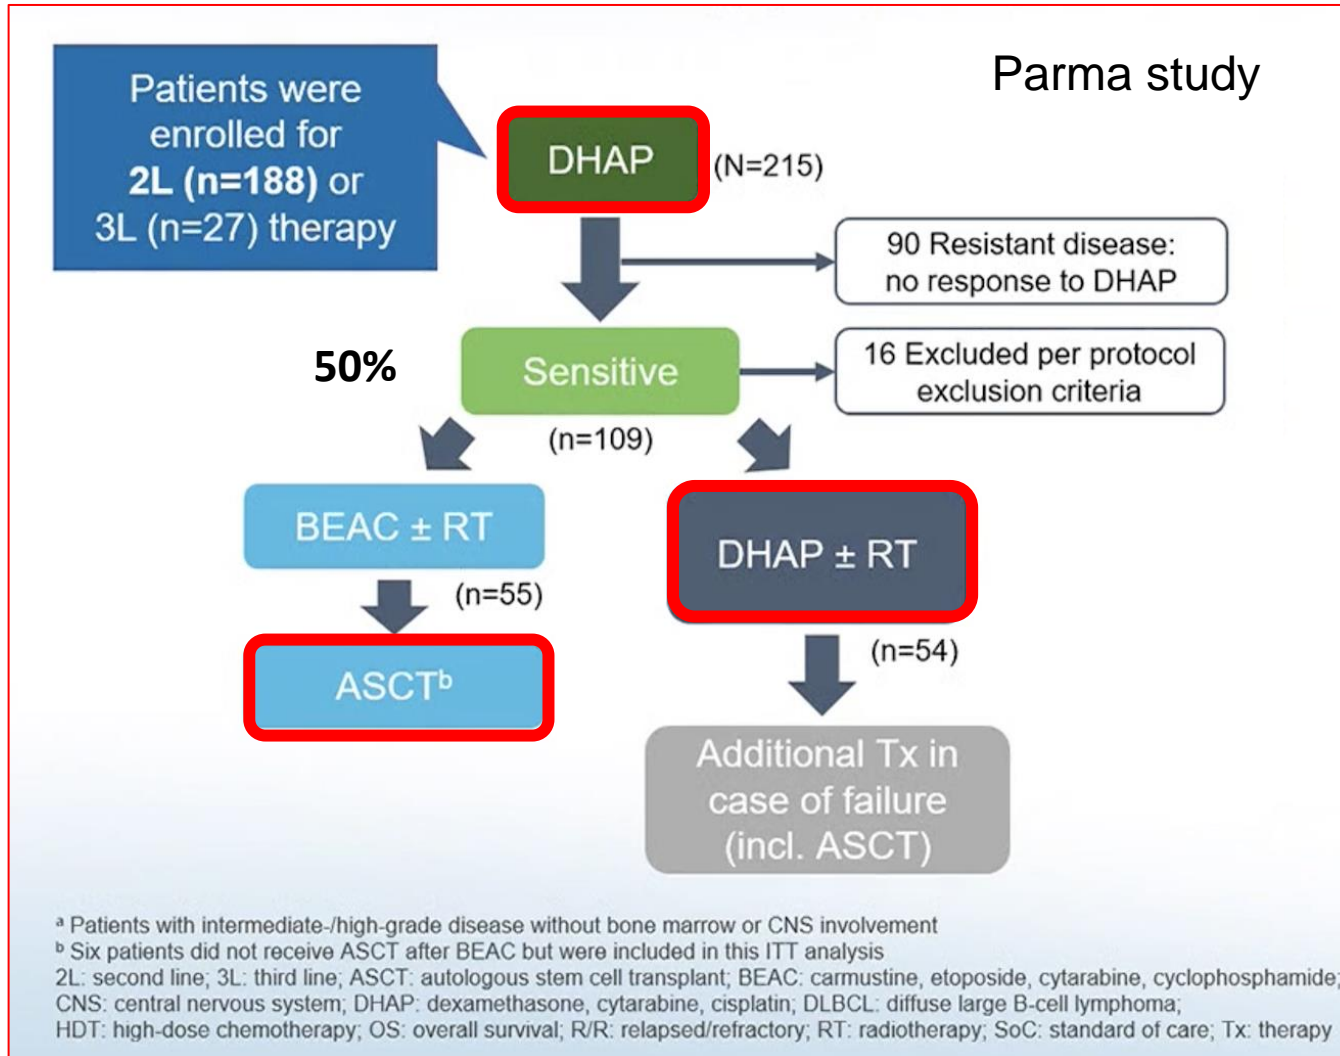 Parma study
Patients were
enrolled for
2L (n=188) or
3L (n=27) therapy
DHAP
(N=215)
90 Resistant disease:
no response to DHAP
50%
Sensitive
(n=109)
16 Excluded per protocol
exclusion criteria
BEAC ± RT
(n=55)
ASCTᵇ
DHAP ± RT
(n=54)
Additional Tx in
case of failure
(incl. ASCT)
ᵃ Patients with intermediate-/high-grade disease without bone marrow or CNS involvement
ᵇ Six patients did not receive ASCT after BEAC but were included in this ITT analysis
2L: second line; 3L: third line; ASCT: autologous stem cell transplant; BEAC: carmustine, etoposide, cytarabine, cyclophosphamide;
CNS: central nervous system; DHAP: dexamethasone, cytarabine, cisplatin; DLBCL: diffuse large B-cell lymphoma;
HDT: high-dose chemotherapy; OS: overall survival; R/R: relapsed/refractory; RT: radiotherapy; SoC: standard of care; Tx: therapy